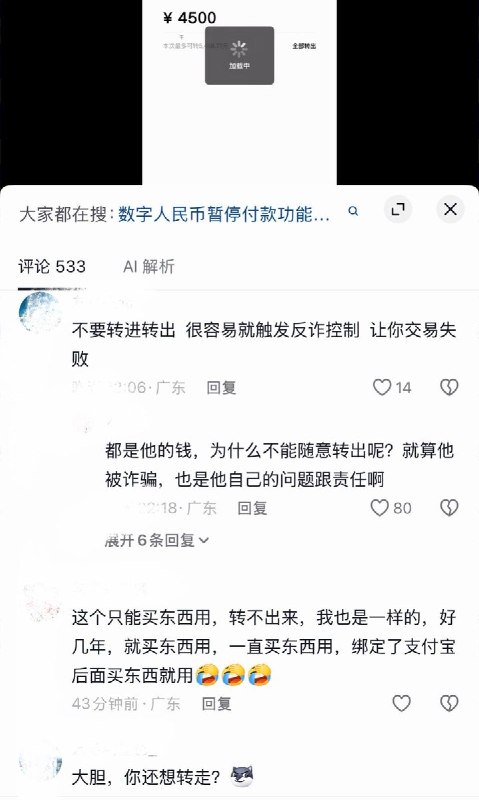 ¥ 4500
全部转出
加载中
大家都在搜:数字人民币暂停付款功能...
评论 533
AI 解析
不要转进转出 很容易就触发反诈控制 让你交易失
败
广东 回复 14
都是他的钱，为什么不能随意转出呢？就算他
被诈骗，也是他自己的问题跟责任啊
广东 回复 80
展开6条回复
这个只能买东西用，转不出来，我也是一样的，好
几年，就买东西用，一直买东西用，绑定了支付宝
后面买东西就用🤣🤣🤣
43分钟前·广东 回复
大胆，你还想转走？